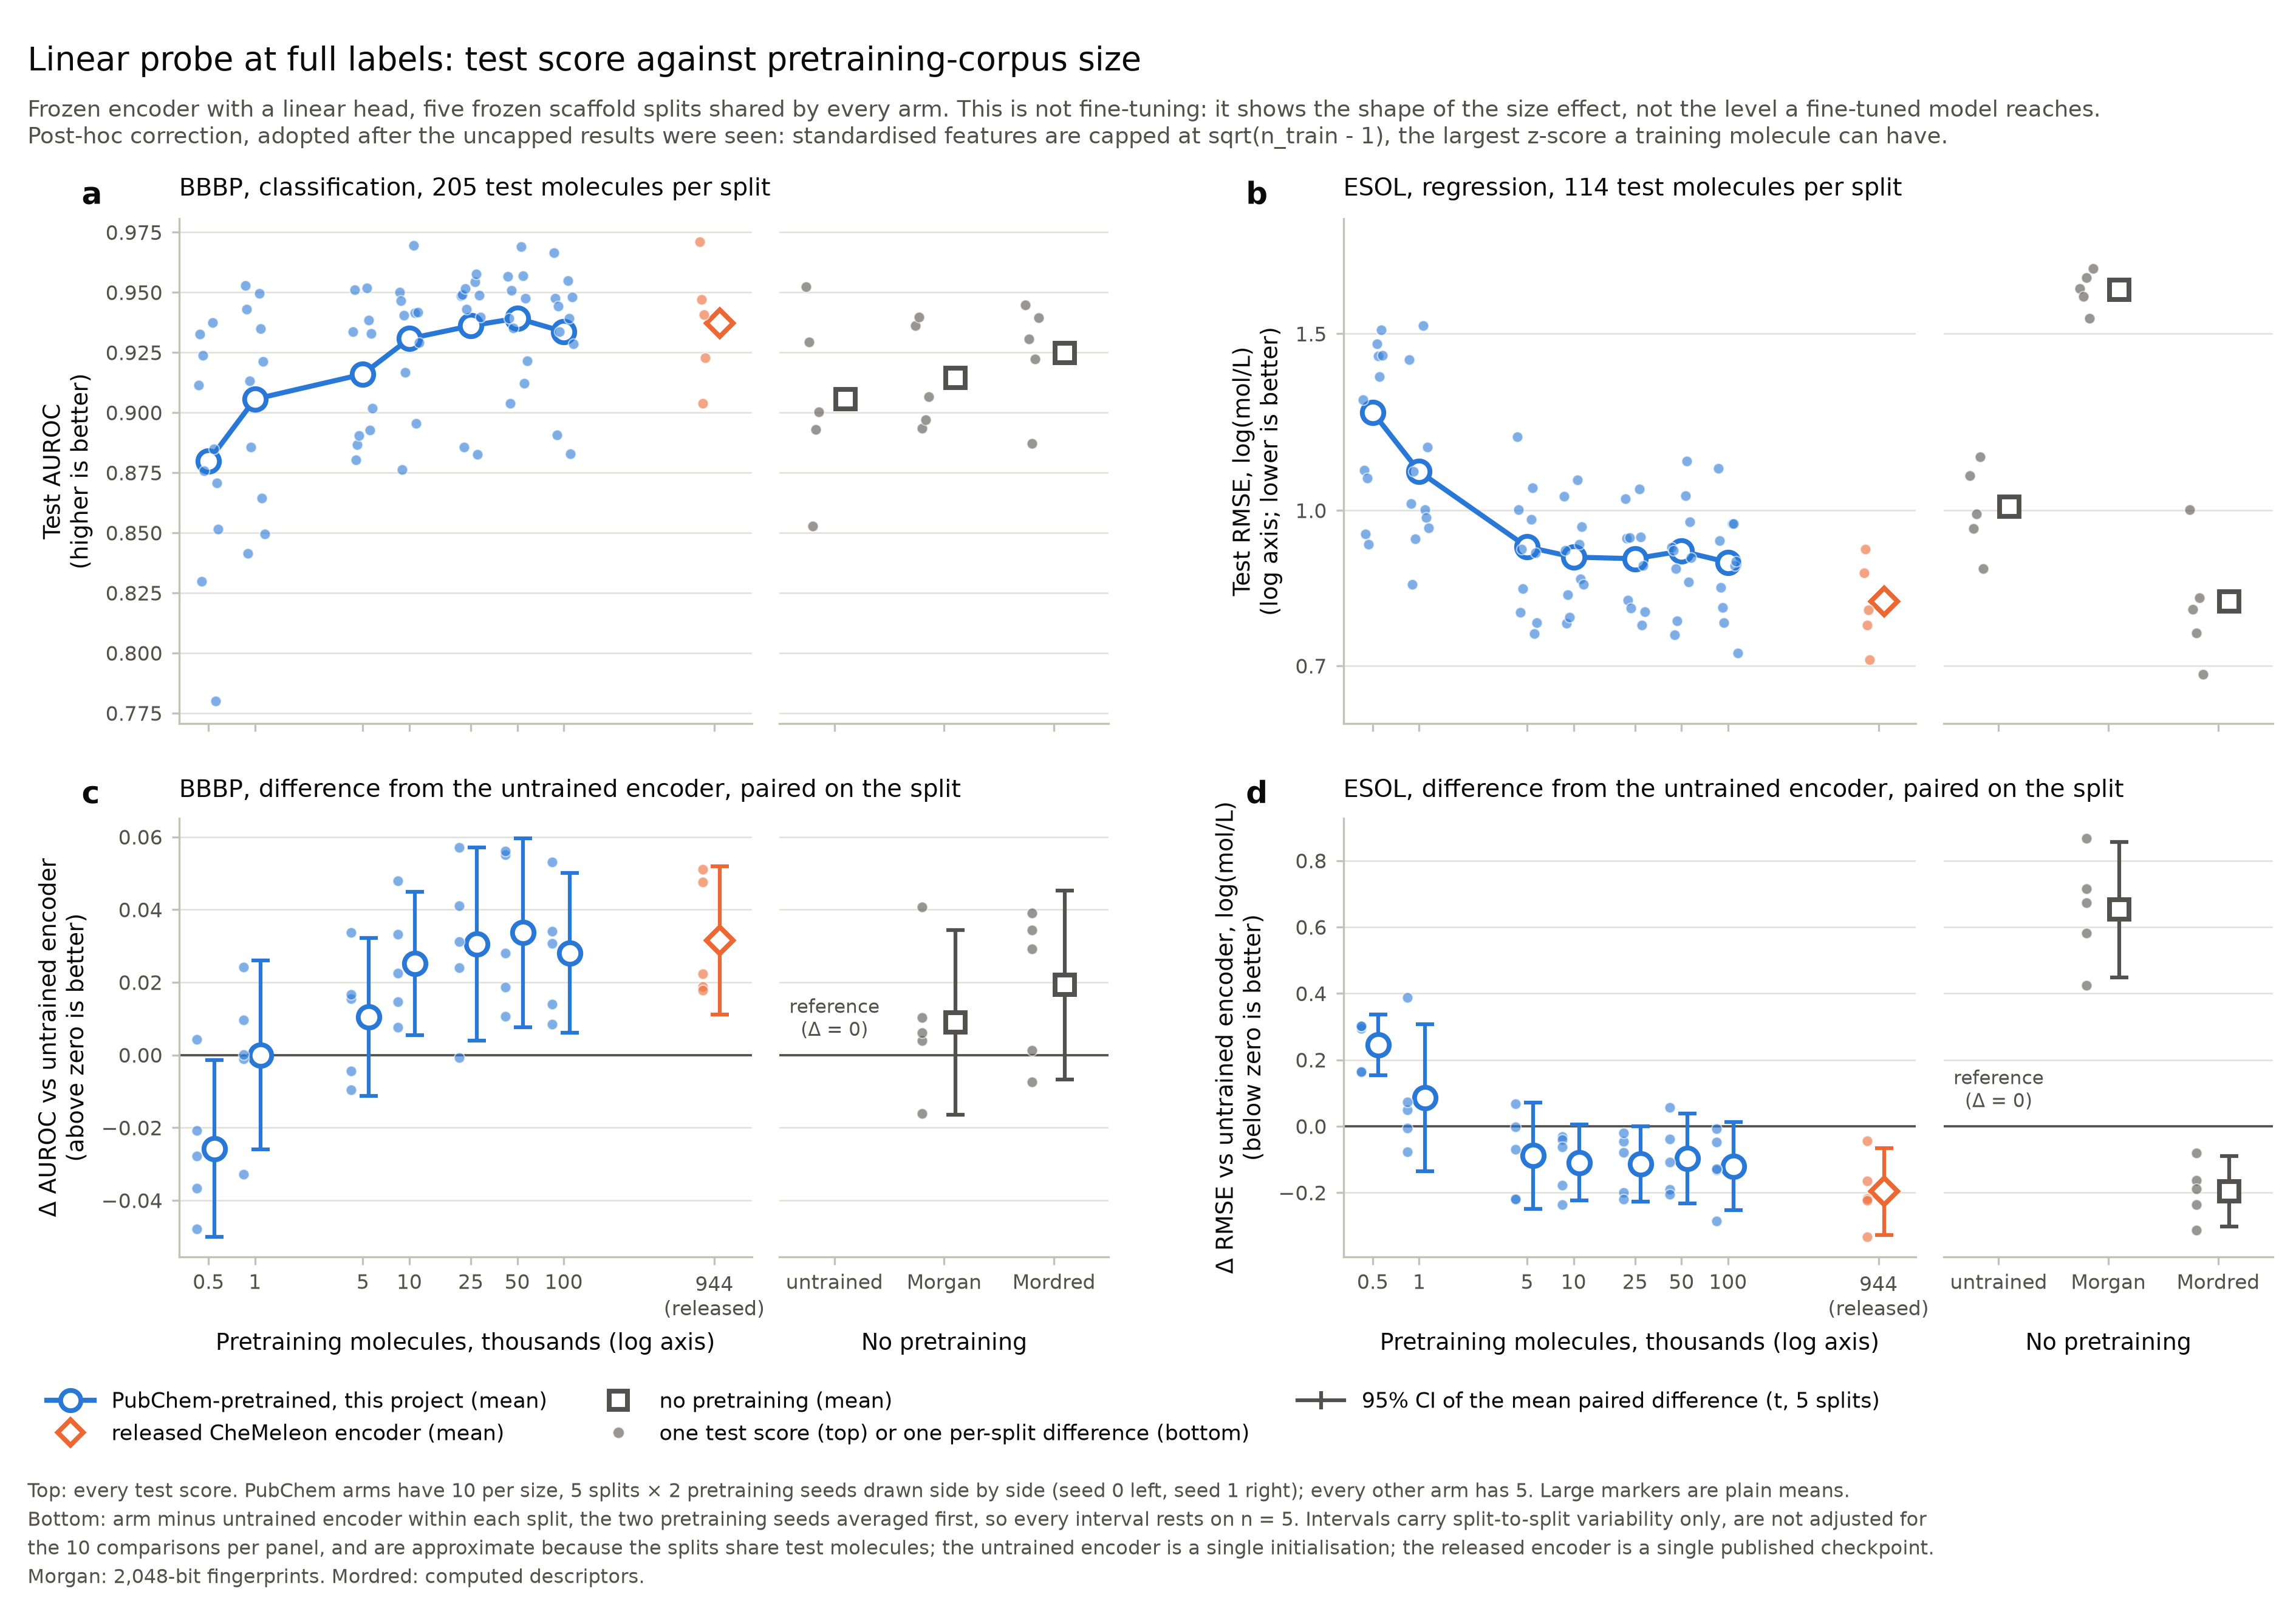 Linear probe at full labels: test score against pretraining-corpus size
Frozen encoder with a linear head, five frozen scaffold splits shared by every arm. This is not fine-tuning: it shows the shape of the size effect, not the level a fine-tuned model reaches.
Post-hoc correction, adopted after the uncapped results were seen: standardised features are capped at sqrt(n_train - 1), the largest z-score a training molecule can have.
a
BBBP, classification, 205 test molecules per split
Test AUROC
(higher is better)
0.975
0.950
0.925
0.900
0.875
0.850
0.825
0.800
0.775
b
ESOL, regression, 114 test molecules per split
Test RMSE, log(mol/L)
(log axis; lower is better)
1.5
1.0
0.7
c
BBBP, difference from the untrained encoder, paired on the split
Δ AUROC vs untrained encoder
(above zero is better)
0.06
0.04
0.02
0.00
−0.02
−0.04
reference
(Δ = 0)
0.5 1 5 10 25 50 100 944
(released)
untrained Morgan Mordred
Pretraining molecules, thousands (log axis)
No pretraining
d
ESOL, difference from the untrained encoder, paired on the split
Δ RMSE vs untrained encoder, log(mol/L)
(below zero is better)
0.8
0.6
0.4
0.2
0.0
−0.2
reference
(Δ = 0)
0.5 1 5 10 25 50 100 944
(released)
untrained Morgan Mordred
Pretraining molecules, thousands (log axis)
No pretraining
PubChem-pretrained, this project (mean)
released CheMeleon encoder (mean)
no pretraining (mean)
one test score (top) or one per-split difference (bottom)
95% CI of the mean paired difference (t, 5 splits)
Top: every test score. PubChem arms have 10 per size, 5 splits × 2 pretraining seeds drawn side by side (seed 0 left, seed 1 right); every other arm has 5. Large markers are plain means.
Bottom: arm minus untrained encoder within each split, the two pretraining seeds averaged first, so every interval rests on n = 5. Intervals carry split-to-split variability only, are not adjusted for
the 10 comparisons per panel, and are approximate because the splits share test molecules; the untrained encoder is a single initialisation; the released encoder is a single published checkpoint.
Morgan: 2,048-bit fingerprints. Mordred: computed descriptors.